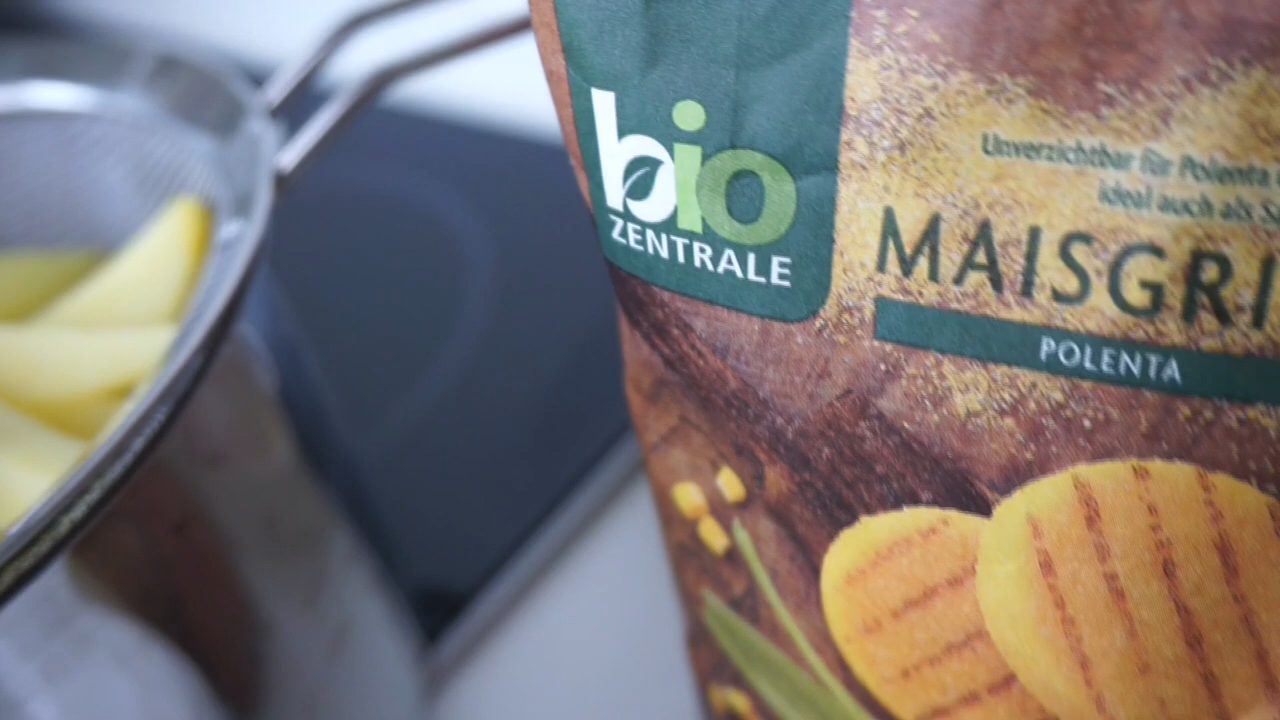 bio
ZENTRALE
Unverzichtbar für Polenta
ideal auch als
MAISGRI
POLENTA